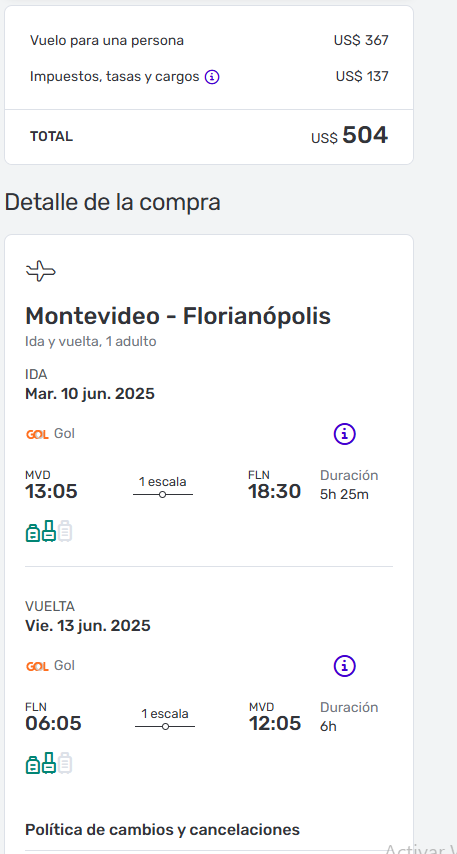 Vuelo para una persona US$ 367
Impuestos, tasas y cargos US$ 137
TOTAL US$ 504
Detalle de la compra
Montevideo - Florianópolis
Ida y vuelta, 1 adulto
IDA
Mar. 10 jun. 2025
GOL Gol
MVD 1 escala FLN Duración
13:05 18:30 5h 25m
VUELTA
Vie. 13 jun. 2025
GOL Gol
FLN 1 escala MVD Duración
06:05 12:05 6h
Política de cambios y cancelaciones
Activar